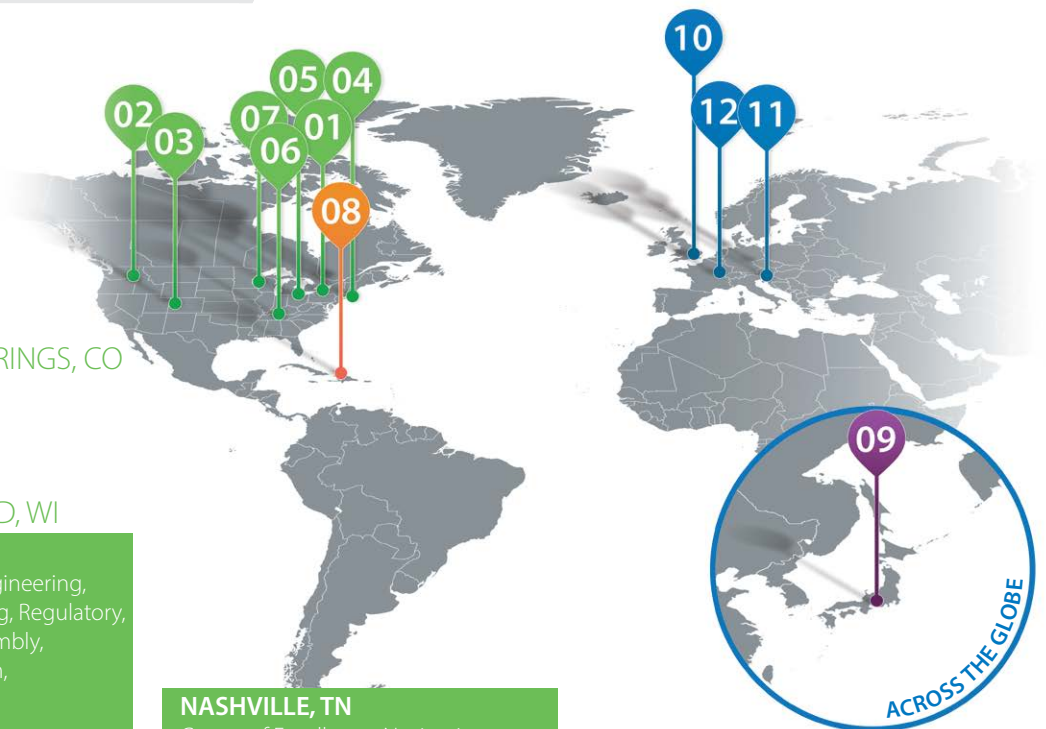 10
05 04
02 12 11
07 01
03
06
08
RINGS, CO
09
D, WI
gineering,
g, Regulatory,
mbly,
n,
ACROSS THE GLOBE
NASHVILLE, TN